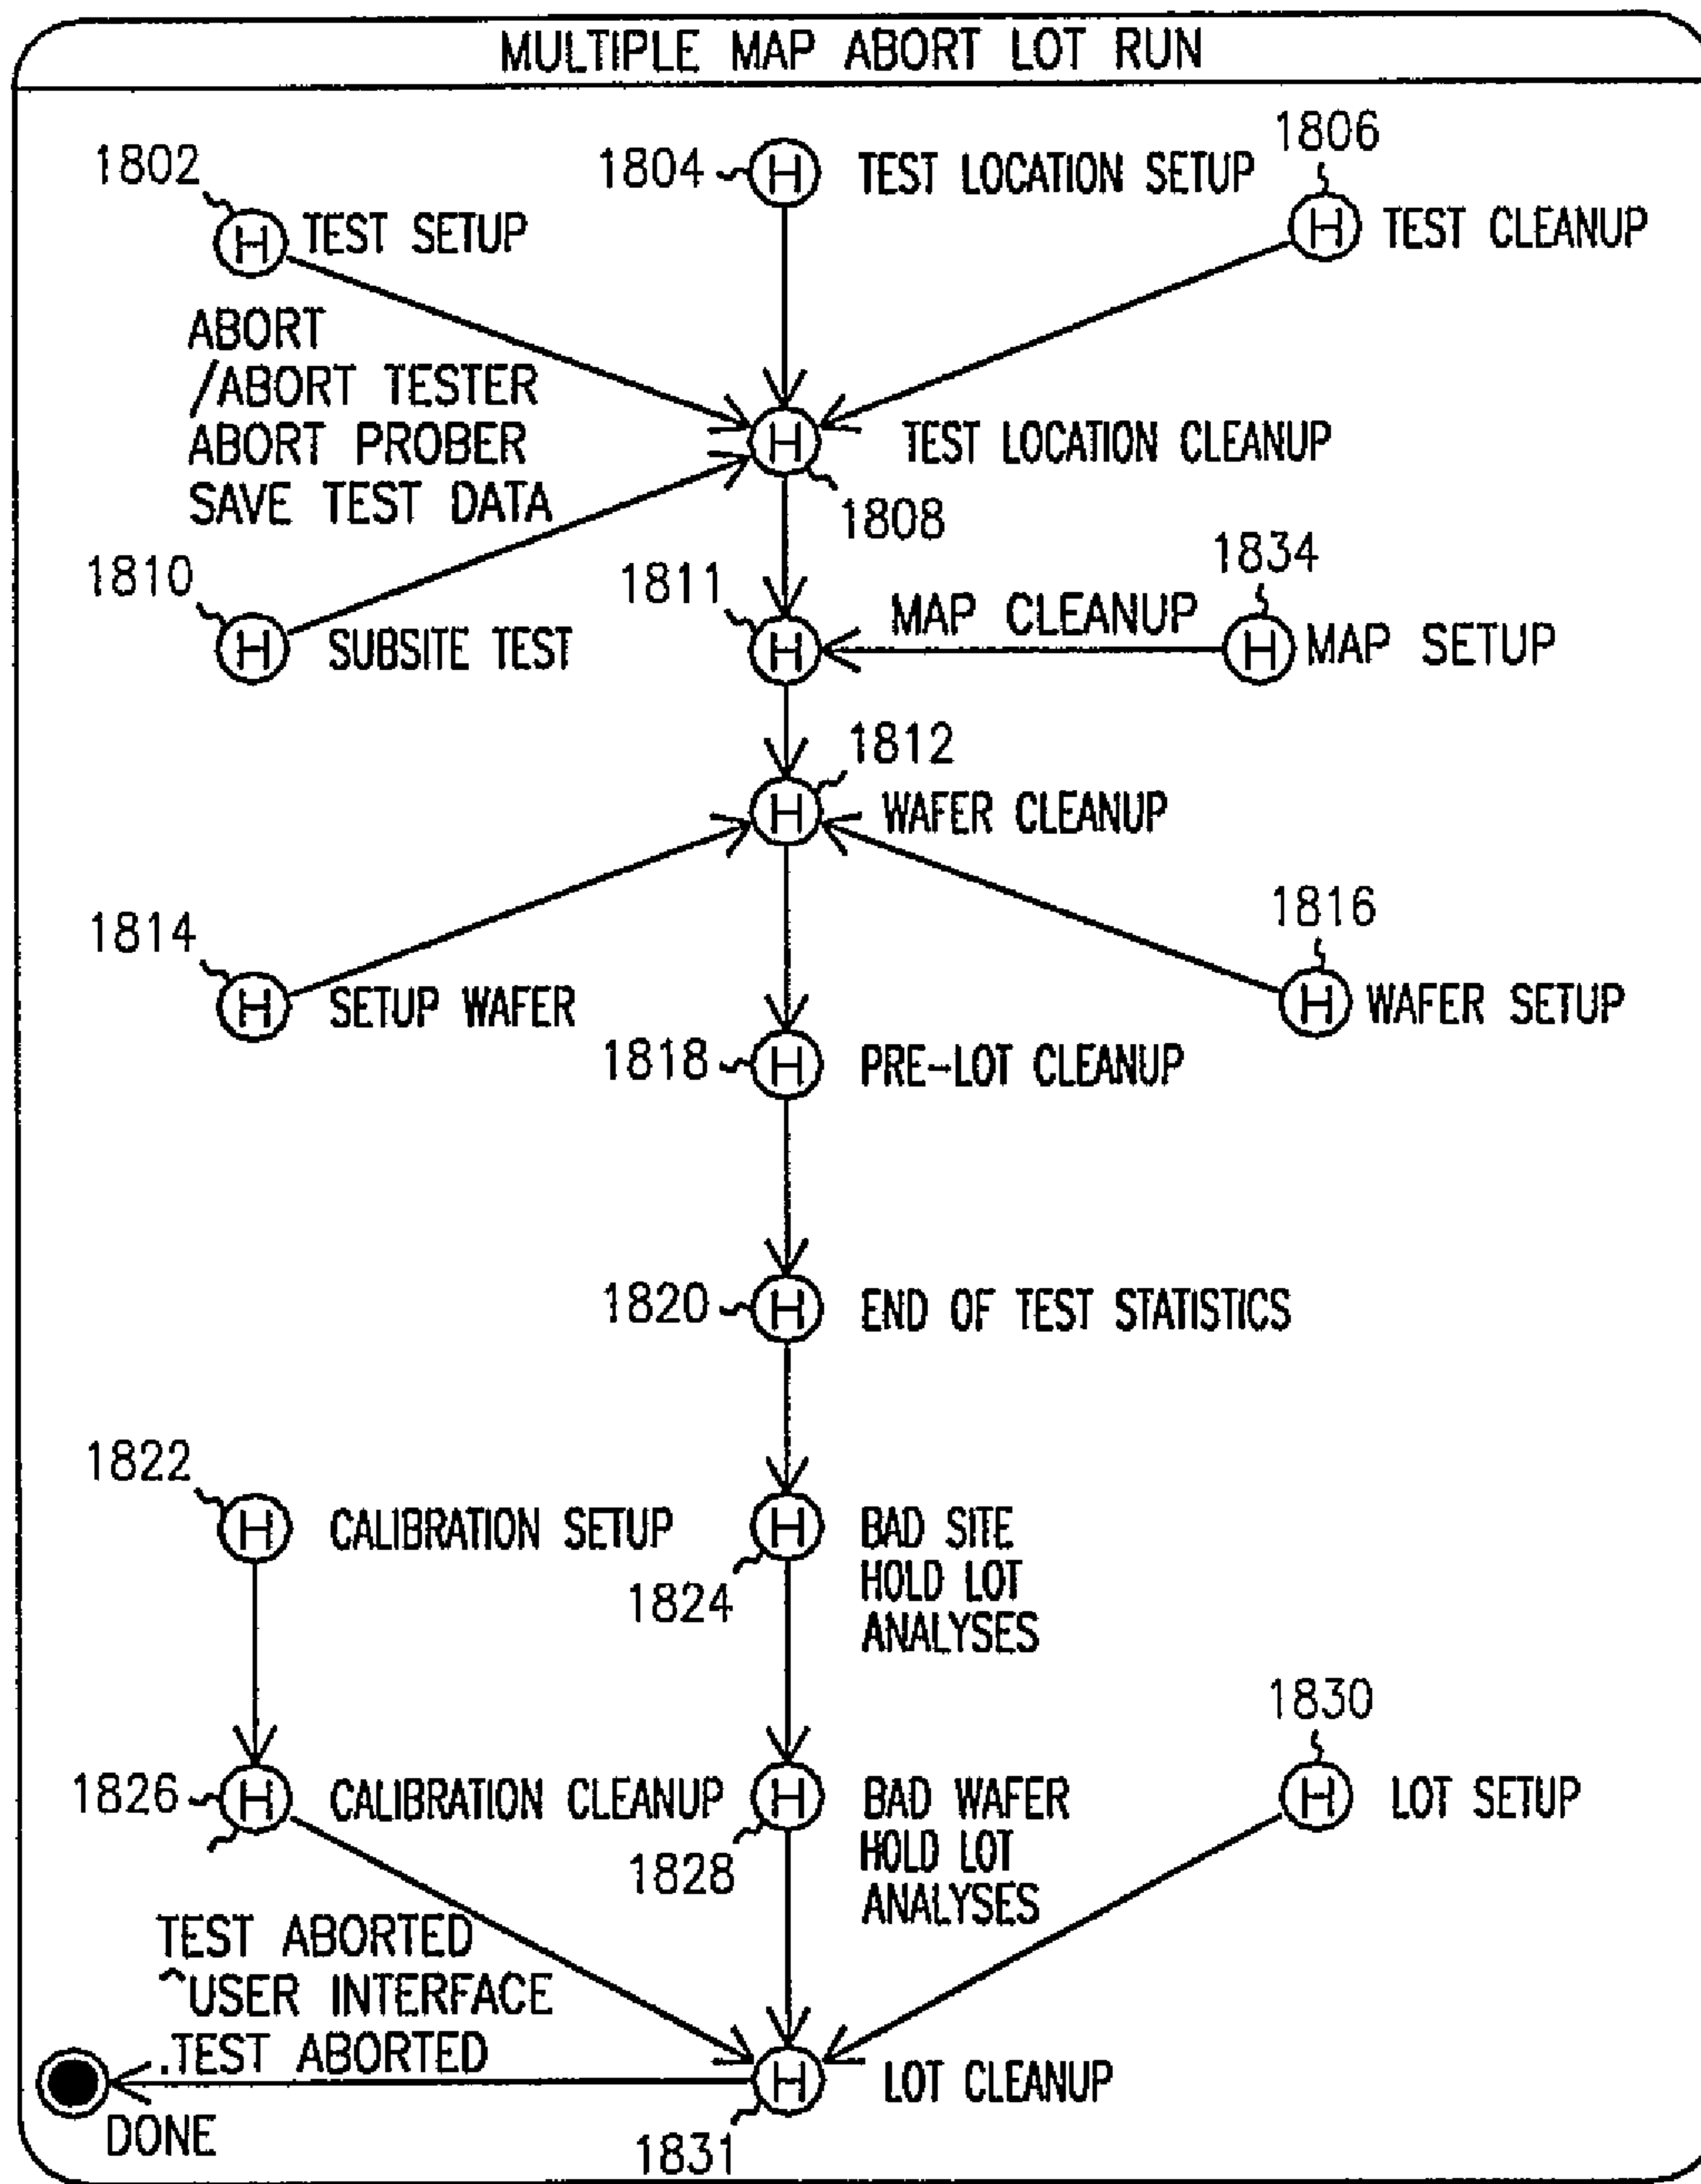 MULTIPLE MAP ABORT LOT RUN
1802
1804
1806
H TEST SETUP
H TEST LOCATION SETUP
H TEST CLEANUP
ABORT
/ABORT TESTER
ABORT PROBER
SAVE TEST DATA
H TEST LOCATION CLEANUP
1808
1810
1811
1834
H SUBSITE TEST
H
MAP CLEANUP
H MAP SETUP
1812
H WAFER CLEANUP
1814
1816
H SETUP WAFER
H WAFER SETUP
1818
H PRE-LOT CLEANUP
1820
H END OF TEST STATISTICS
1822
H CALIBRATION SETUP
H BAD SITE
HOLD LOT
ANALYSES
1824
1830
1826
H CALIBRATION CLEANUP
H BAD WAFER
HOLD LOT
ANALYSES
1828
H LOT SETUP
TEST ABORTED
^USER INTERFACE
.TEST ABORTED
H LOT CLEANUP
DONE
1831